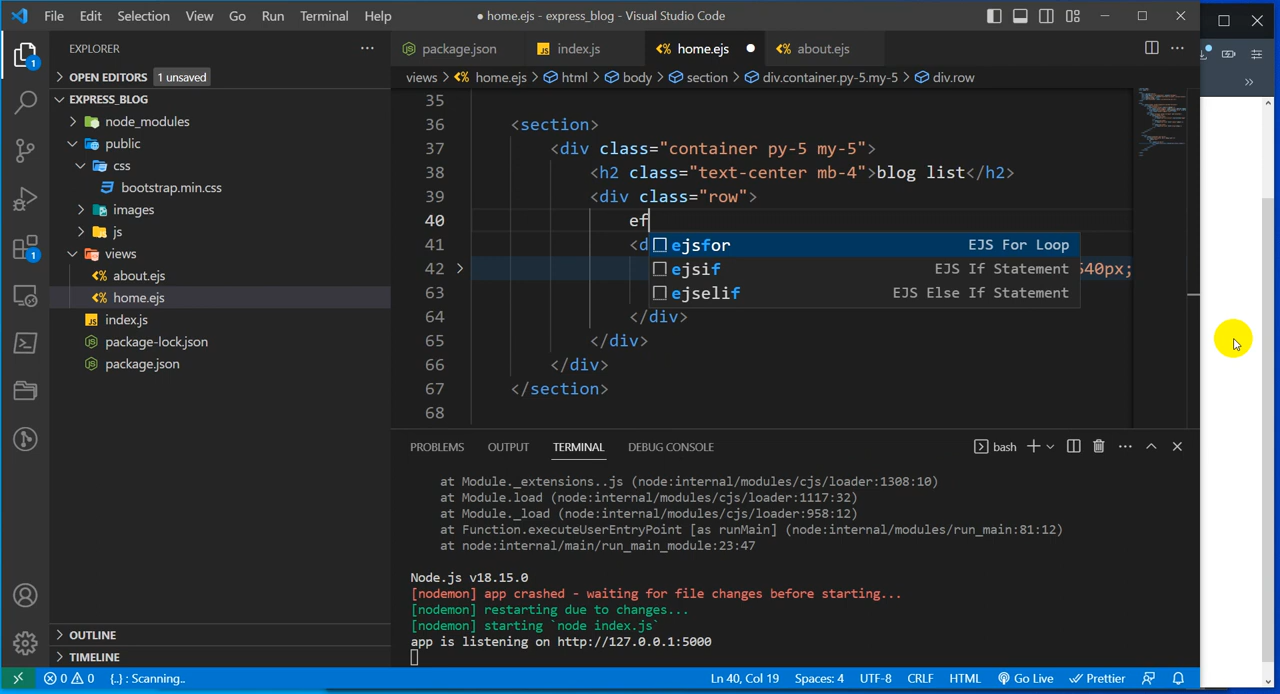 File Edit Selection View Go Run Terminal Help
● home.ejs - express_blog - Visual Studio Code
EXPLORER
OPEN EDITORS 1 unsaved
EXPRESS_BLOG
node_modules
public
css
bootstrap.min.css
images
js
views
about.ejs
home.ejs
index.js
package-lock.json
package.json
OUTLINE
TIMELINE
package.json index.js home.ejs ● about.ejs
views > home.ejs > html > body > section > div.container.py-5.my-5 > div.row
35
36 <section>
37 <div class="container py-5 my-5">
38 <h2 class="text-center mb-4">blog list</h2>
39 <div class="row">
40 ef
41 <d
42 540px;
63
64 </div>
65 </div>
66 </div>
67 </section>
68
ejsfor EJS For Loop
ejsif EJS If Statement
ejselif EJS Else If Statement
PROBLEMS OUTPUT TERMINAL DEBUG CONSOLE
bash
at Module._extensions..js (node:internal/modules/cjs/loader:1308:10)
at Module.load (node:internal/modules/cjs/loader:1117:32)
at Module._load (node:internal/modules/cjs/loader:958:12)
at Function.executeUserEntryPoint [as runMain] (node:internal/modules/run_main:81:12)
at node:internal/main/run_main_module:23:47
Node.js v18.15.0
[nodemon] app crashed - waiting for file changes before starting...
[nodemon] restarting due to changes...
[nodemon] starting `node index.js`
app is listening on http://127.0.0.1:5000
0 0 {..} : Scanning.. Ln 40, Col 19 Spaces: 4 UTF-8 CRLF HTML Go Live Prettier
1
1